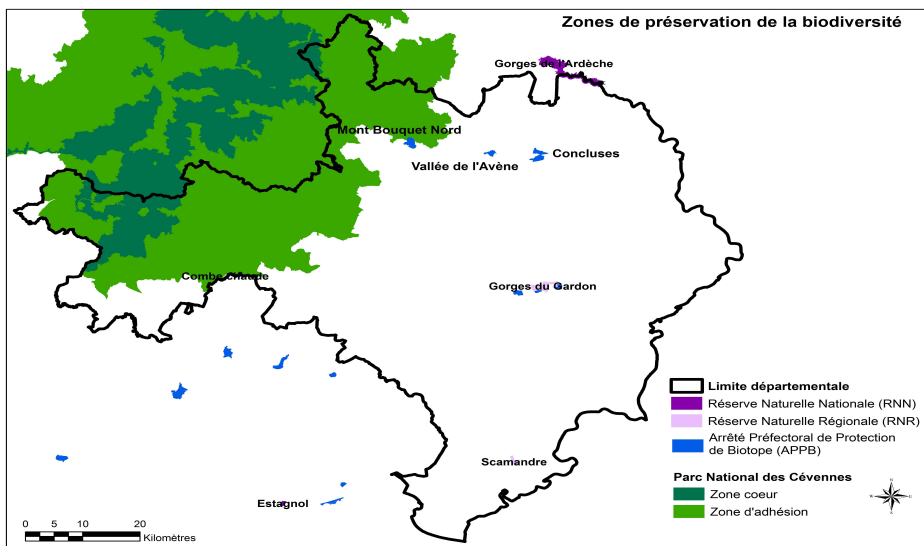 Zones de préservation de la biodiversité
Gorges de l'Ardèche
Mont Bouquet Nord
Concluses
Vallée de l'Avène
Combe chaude
Gorges du Gardon
Limite départementale
Réserve Naturelle Nationale (RNN)
Réserve Naturelle Régionale (RNR)
Arrêté Préfectoral de Protection
de Biotope (APPB)
Scamandre
Parc National des Cévennes
Zone coeur
Zone d'adhésion
Estagnol
0 5 10 20
Kilomètres